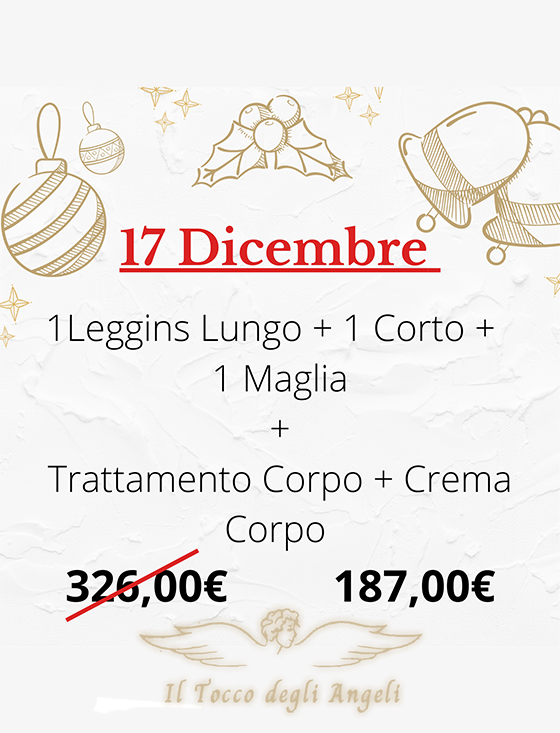 17 Dicembre
1Leggins Lungo + 1 Corto +
1 Maglia
+
Trattamento Corpo + Crema
Corpo
326,00€ 187,00€
Il Tocco degli Angeli